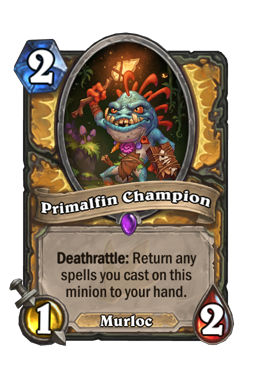 2
Primalfin Champion
Deathrattle: Return any
spells you cast on this
minion to your hand.
1
Murloc
2